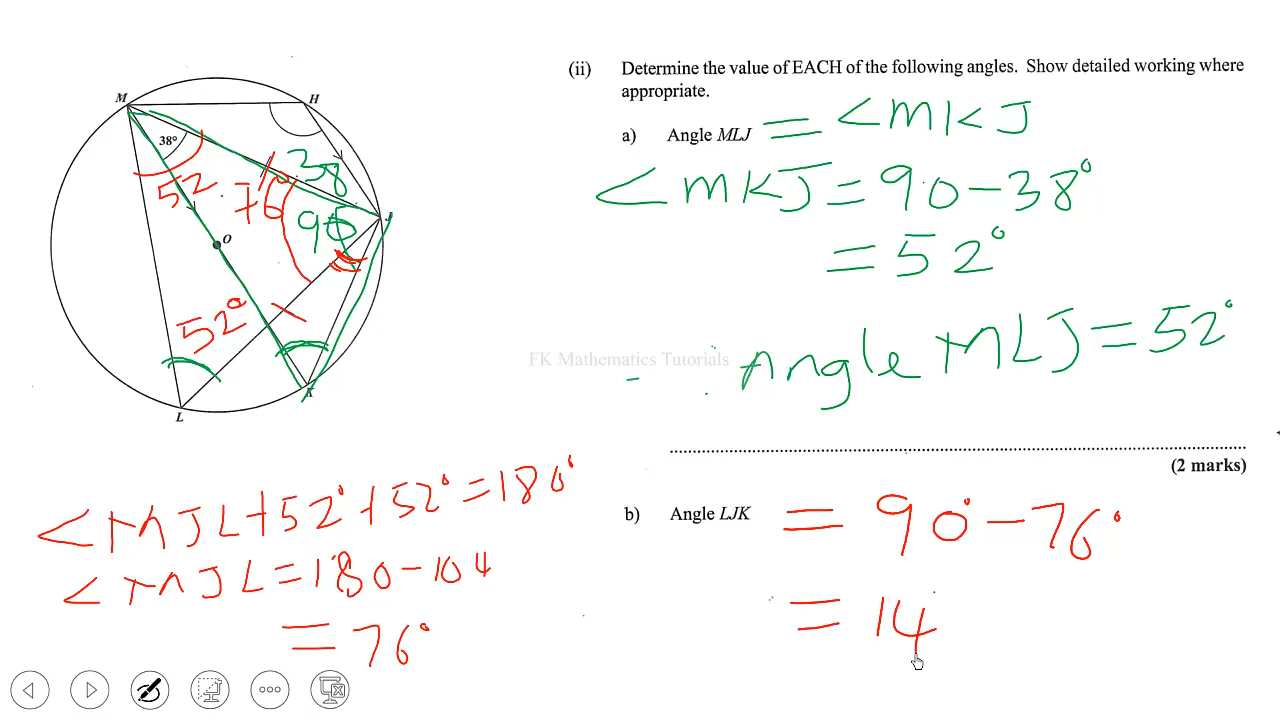 (ii) Determine the value of EACH of the following angles. Show detailed working where
appropriate.
a) Angle MLJ = <MKJ
<MKJ = 90 - 38°
= 52°
Angle MLJ = 52°
(2 marks)
b) Angle LJK = 90° - 76°
= 14
M
H
38°
38
52
76
90
J
O
52°
K
L
FK Mathematics Tutorials
<MJL + 52° + 52° = 180°
<MJL = 180 - 104
= 76°